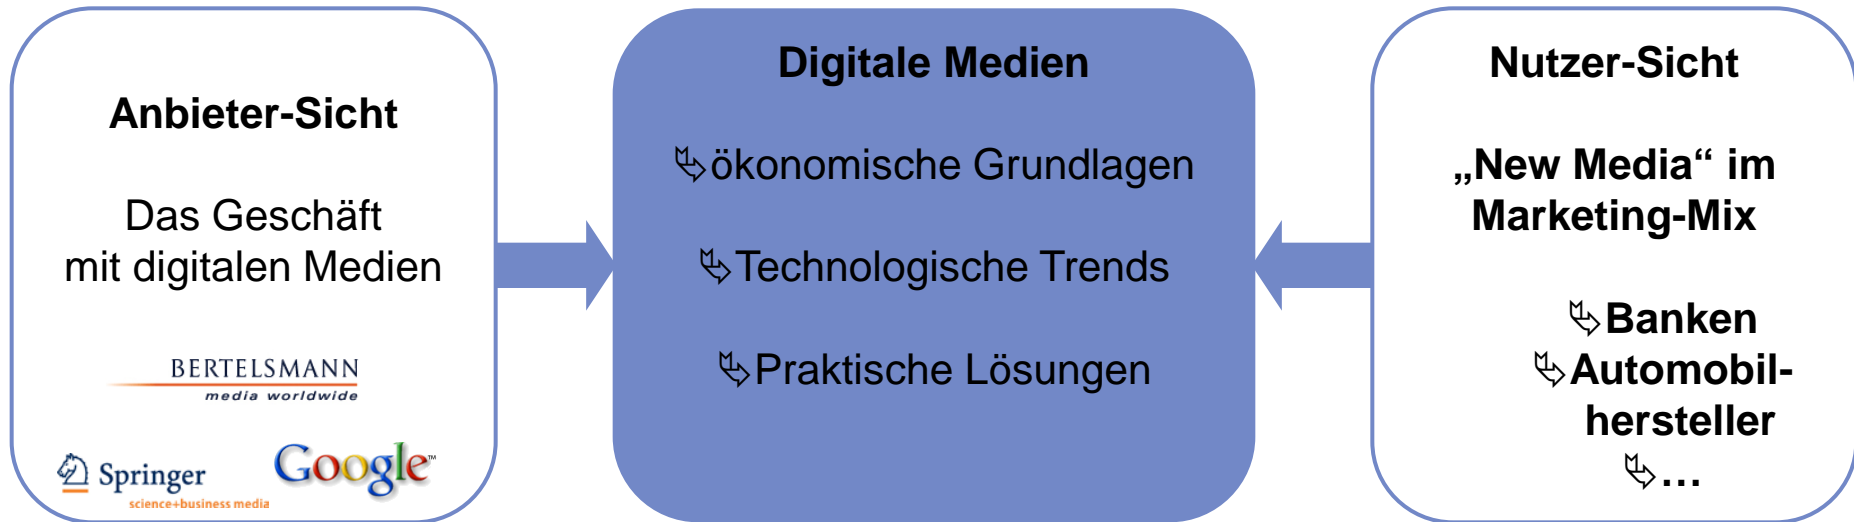 Anbieter-Sicht
Das Geschäft
mit digitalen Medien
BERTELSMANN
media worldwide
Springer
science+business media
Google™
Digitale Medien
ökonomische Grundlagen
Technologische Trends
Praktische Lösungen
Nutzer-Sicht
„New Media“ im
Marketing-Mix
Banken
Automobil-
hersteller
...